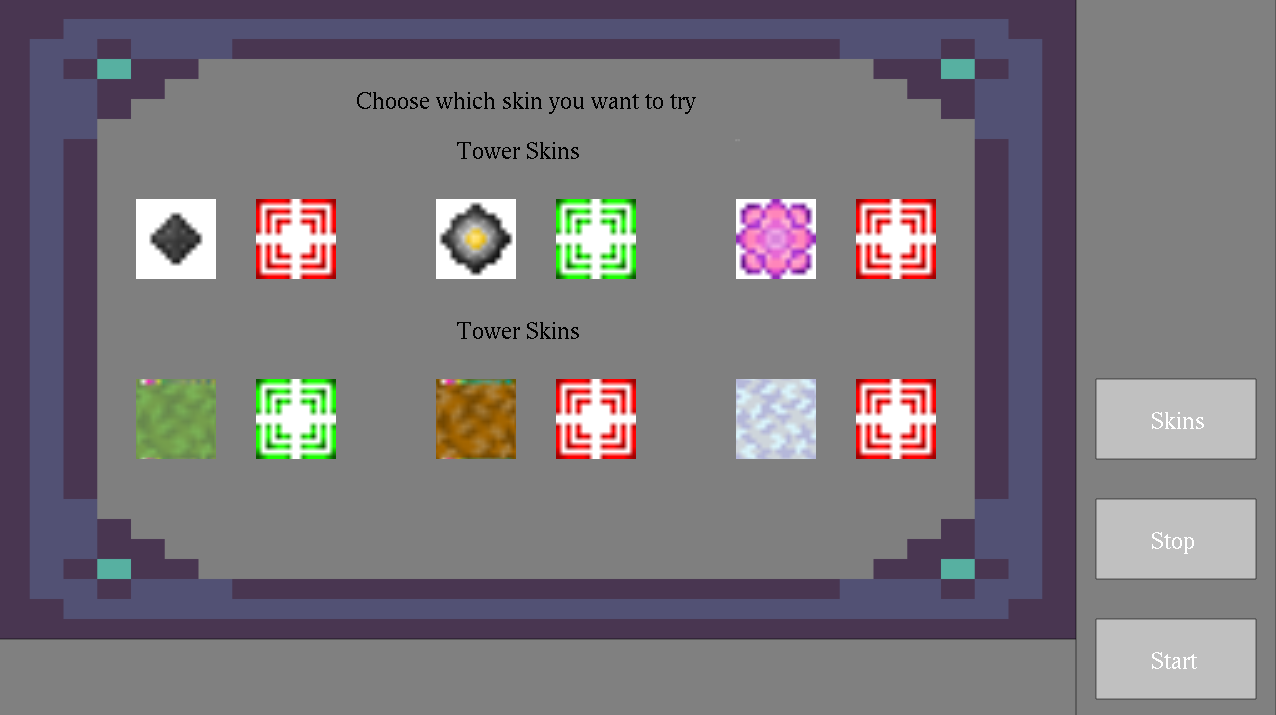 Choose which skin you want to try
Tower Skins
Tower Skins
Skins
Stop
Start